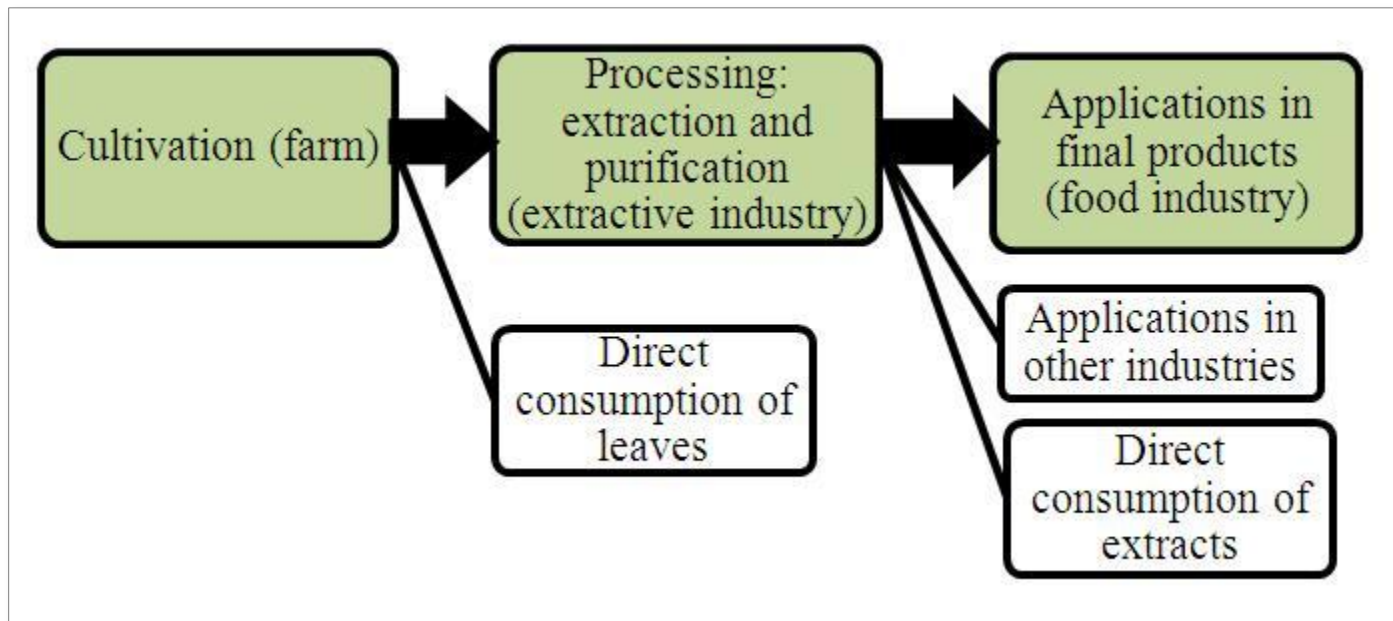 Cultivation (farm)
Processing:
extraction and
purification
(extractive industry)
Applications in
final products
(food industry)
Direct
consumption of
leaves
Applications in
other industries
Direct
consumption of
extracts